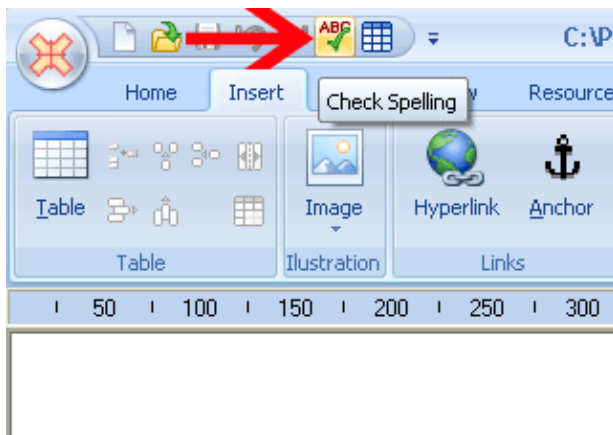 ABC
C:\P
Home Insert Resource
Check Spelling
Table Image Hyperlink Anchor
Table Ilustration Links
50 100 150 200 250 300